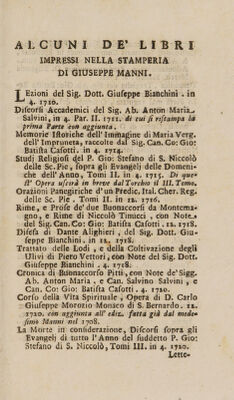 ALCUNI DE' LIBRI
IMPRESSI NELLA STAMPERIA
DI GIUSEPPE MANNI.
LEzioni del Sig. Dott. Giuseppe Bianchini. in
4. 1710.
Discorsi Accademici del Sig. Ab. Anton Maria
Salvini, in 4. Par. II. 1712. di cui si ristampa la
prima Parte con aggiunta.
Memorie Istoriche dell'Immagine di Maria Verg.
dell'Impruneta, raccolte dal Sig. Can. Co: Gio:
Batista Casotti. in 4. 1714.
Studj Religiosi del P. Gio: Stefano di S. Niccolò
delle Sc. Pie, sopra gli Evangelj delle Domeni-
che dell'Anno, Tomi II. in 4. 1715. Di que-
st' Opera uscirà in breve dal Torchio il III. Tomo.
Orazioni Panegiriche d'un Predic. Ital. Cher. Reg.
delle Sc. Pie. Tomi II. in 12. 1716.
Rime, e Prose de' due Buonaccorsi da Montema-
gno, e Rime di Niccolò Tinucci, con Note
del Sig. Can. Co: Gio: Batista Casotti. 12. 1718.
Difesa di Dante Alighieri, del Sig. Dott. Giu-
seppe Bianchini. in 12. 1718.
Trattato delle Lodi, e della Coltivazione degli
Ulivi di Piero Vettori, con Note del Sig. Dott.
Giuseppe Bianchini. 4. 1718.
Cronica di Buonaccorso Pitti, con Note de' Sigg.
Ab. Anton Maria, e Can. Salvino Salvini, e
Can. Co: Gio: Batista Casotti. 4. 1720.
Corso della Vita Spirituale, Opera di D. Carlo
Giuseppe Morozio Monaco di S. Bernardo. 12.
1720. con aggiunta all' ediz. fatta già dal mede-
simo Manni nel 1708.
La Morte in considerazione, Discorsi sopra gli
Evangelj di tutto l'Anno del suddetto P. Gio:
Stefano di S. Niccolò, Tomi III. in 4. 1720.
Lette-